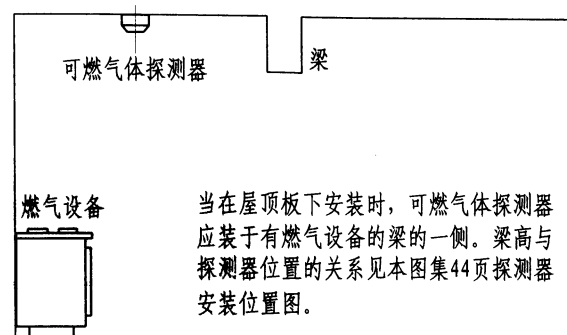 可燃气体探测器
梁
燃气设备
当在屋顶板下安装时，可燃气体探测器
应装于有燃气设备的梁的一侧。梁高与
探测器位置的关系见本图集44页探测器
安装位置图。